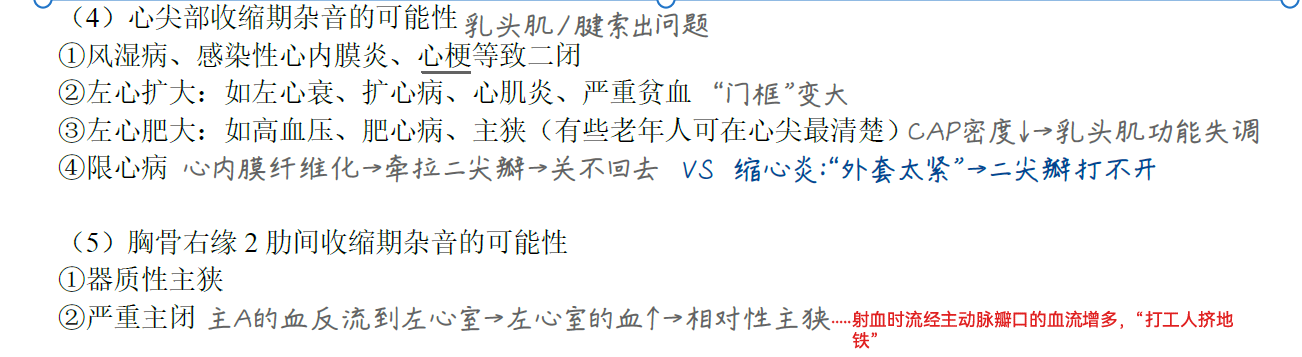 （4）心尖部收缩期杂音的可能性 乳头肌/腱索出问题
①风湿病、感染性心内膜炎、心梗等致二闭
②左心扩大：如左心衰、扩心病、心肌炎、严重贫血 “门框”变大
③左心肥大：如高血压、肥心病、主狭（有些老年人可在心尖最清楚）CAP密度↓→乳头肌功能失调
④限心病 心内膜纤维化→牵拉二尖瓣→关不回去 VS 缩心炎:“外套太紧”→二尖瓣打不开
（5）胸骨右缘 2 肋间收缩期杂音的可能性
①器质性主狭
②严重主闭 主A的血反流到左心室→左心室的血↑→相对性主狭·····射血时流经主动脉瓣口的血流增多，“打工人挤地
铁”